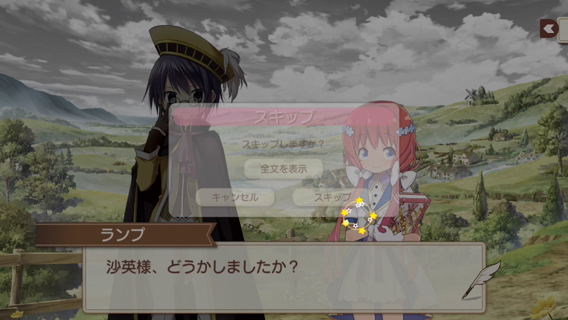 スキップ
スキップしますか？
全文を表示
キャンセル
スキップ
ランプ
沙英様、どうかしましたか？